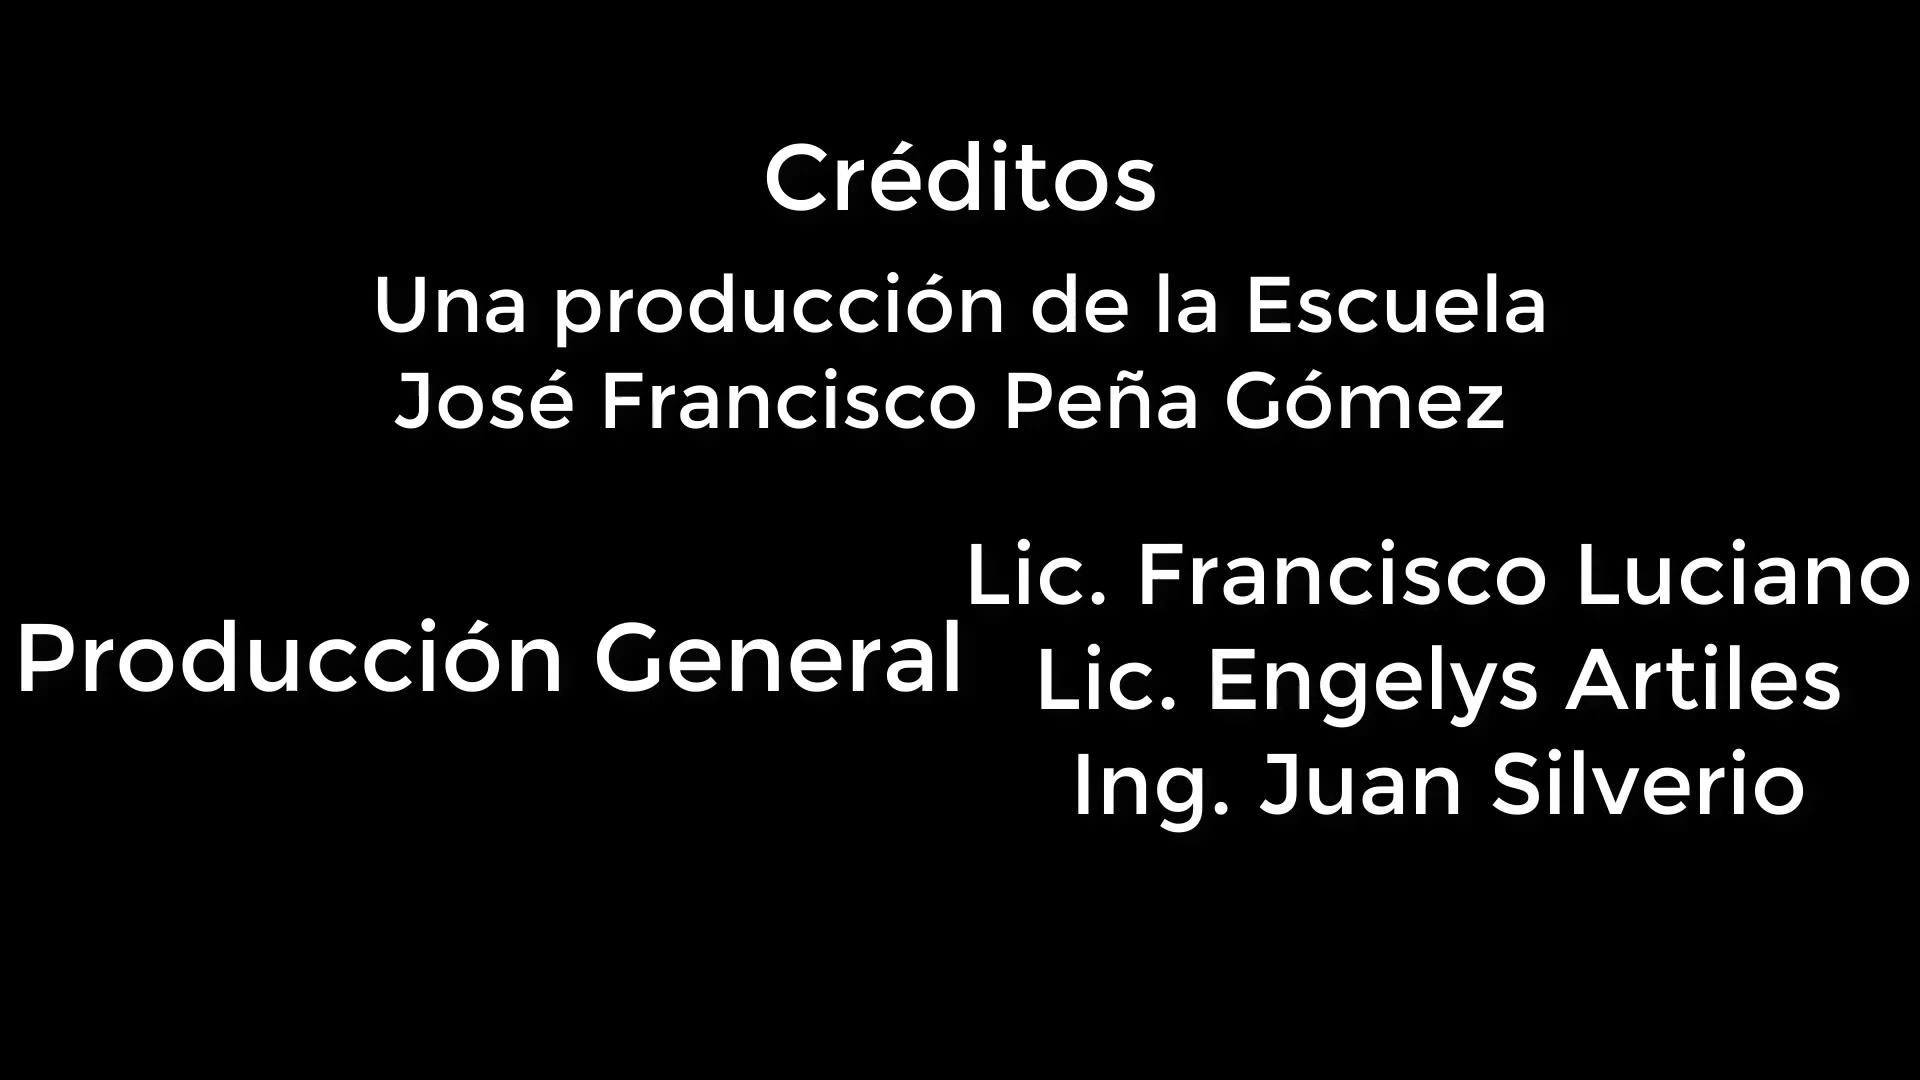 Créditos
Una producción de la Escuela
José Francisco Peña Gómez
Producción General
Lic. Francisco Luciano
Lic. Engelys Artiles
Ing. Juan Silverio